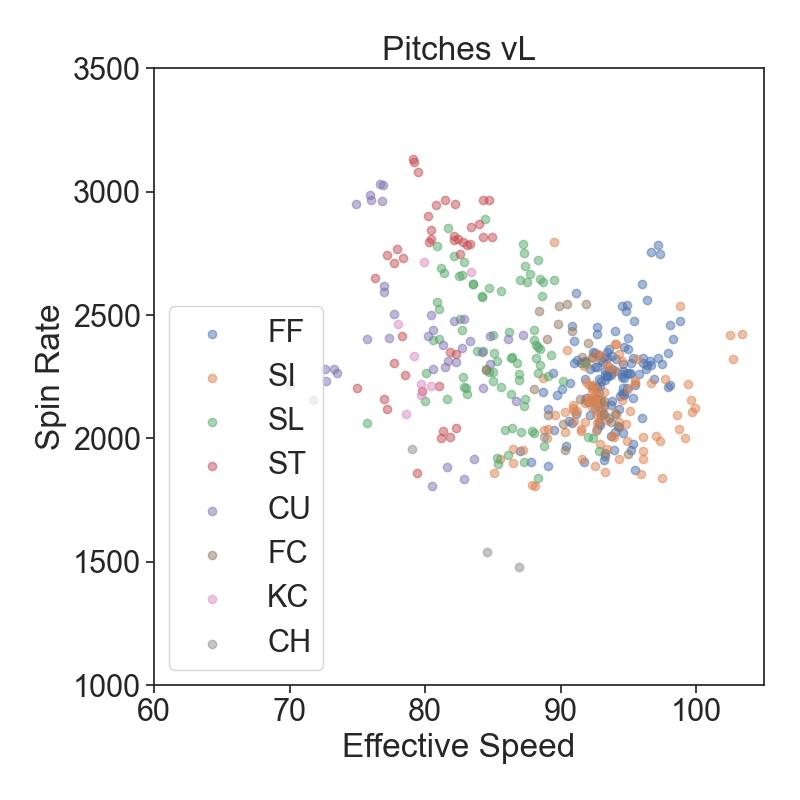 Pitches vL
3500
3000
2500
2000
1500
1000
Spin Rate
FF
SI
SL
ST
CU
FC
KC
CH
60 70 80 90 100
Effective Speed